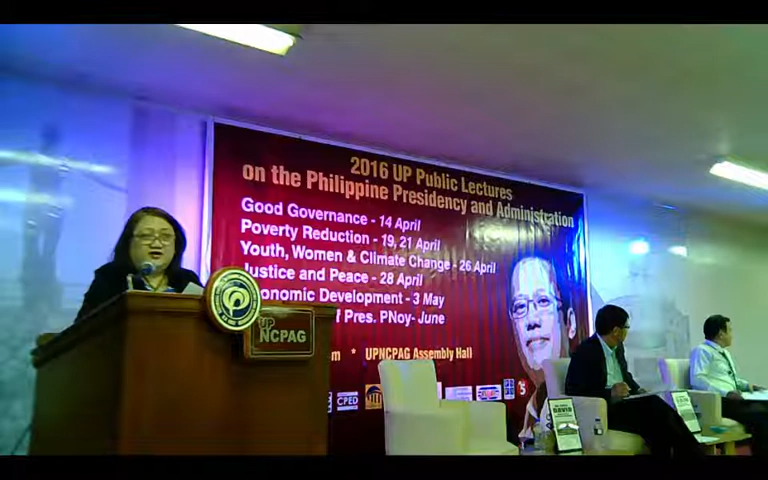 2016 UP Public Lectures
on the Philippine Presidency and Administration
Good Governance - 14 April
Poverty Reduction - 19, 21 April
Youth, Women & Climate Change - 26 April
Justice and Peace - 28 April
onomic Development - 3 May
Pres. PNoy- June
* UPNCPAG Assembly Hall
UP
NCPAG
CPED
DAVID